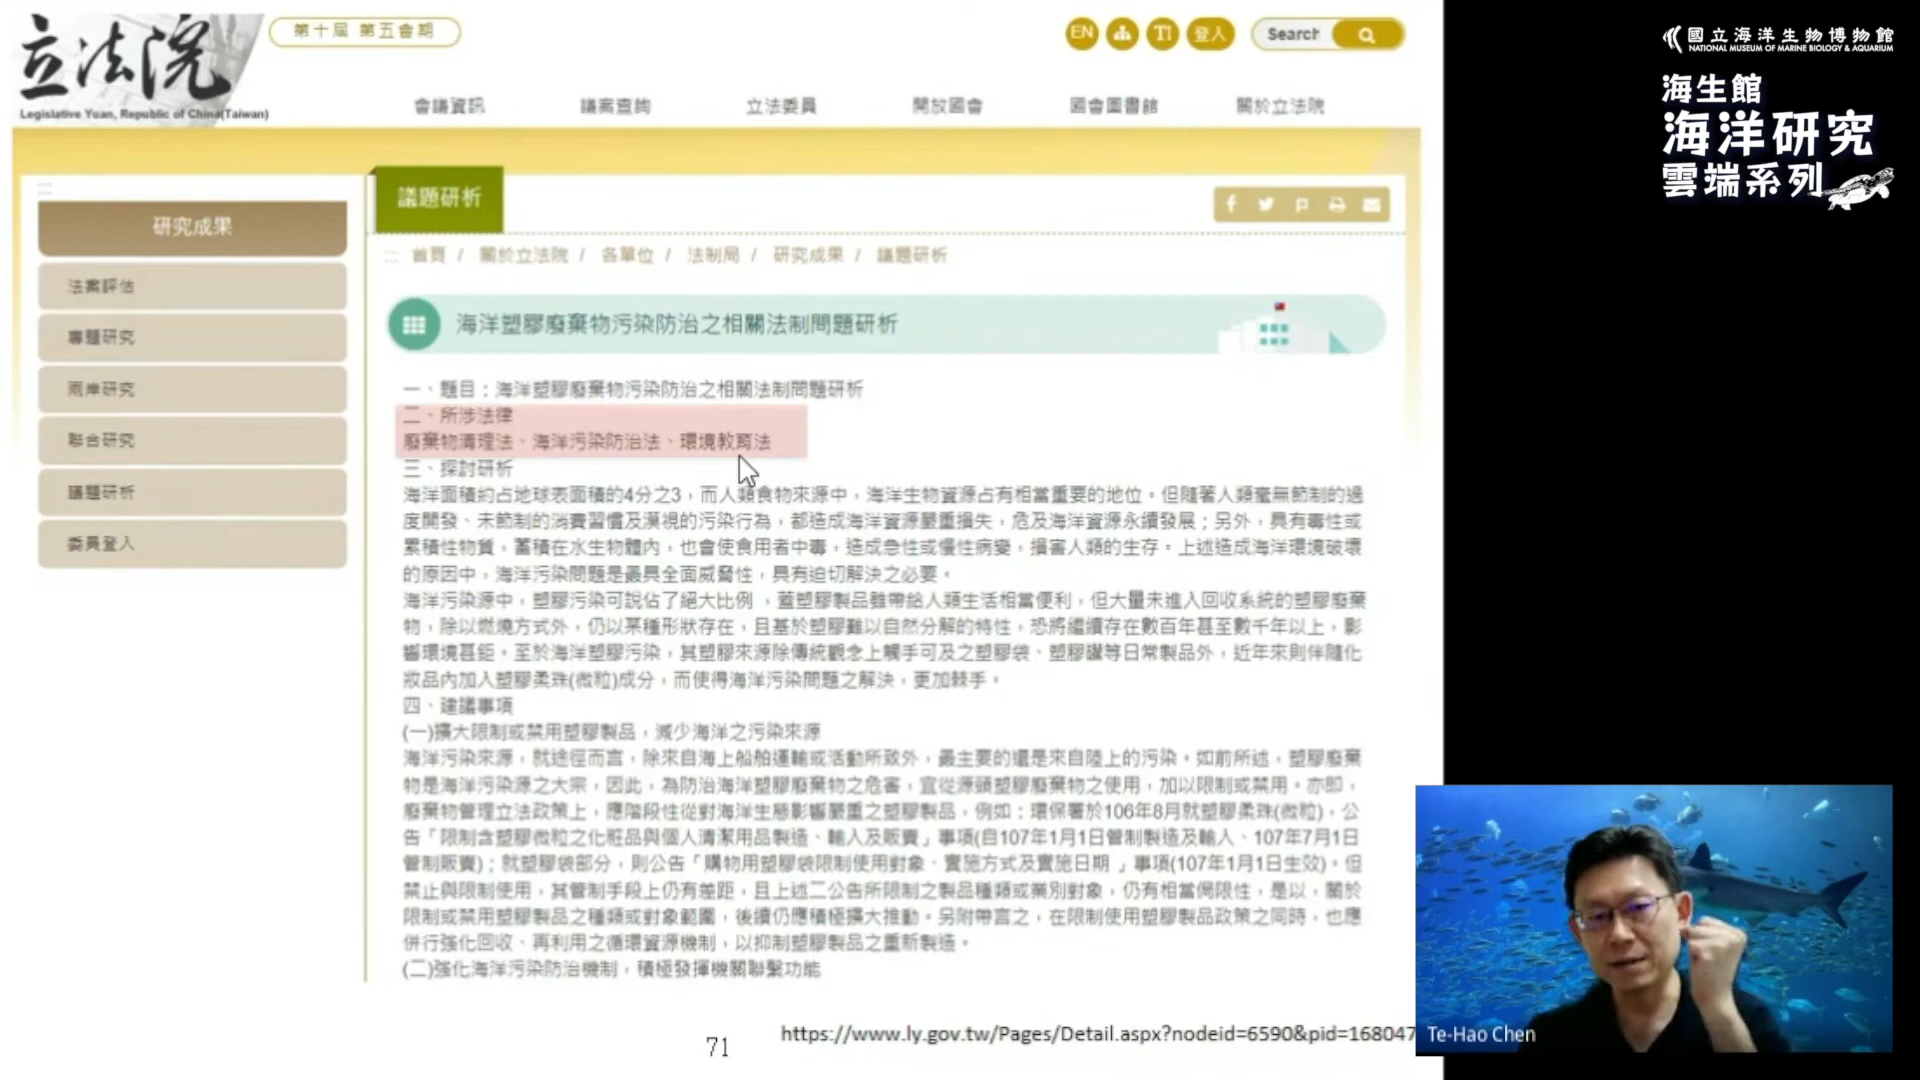 立法院
Legislative Yuan, Republic of China(Taiwan)
第十屆 第五會期
EN
TI
登入
Search
會議資訊
議案查詢
立法委員
開放國會
國會圖書館
關於立法院
議題研析
研究成果
法案評估
專題研究
兩岸研究
聯合研究
議題研析
委員登入
首頁 / 關於立法院 / 各單位 / 法制局 / 研究成果 / 議題研析
海洋塑膠廢棄物污染防治之相關法制問題研析
一、題目：海洋塑膠廢棄物污染防治之相關法制問題研析
二、所涉法律
廢棄物清理法、海洋污染防治法、環境教育法
三、探討研析
海洋面積約占地球表面積的4分之3，而人類食物來源中，海洋生物資源占有相當重要的地位。但隨著人類毫無節制的過
度開發、未節制的消費習慣及漠視的污染行為，都造成海洋資源嚴重損失，危及海洋資源永續發展；另外，具有毒性或
累積性物質，蓄積在水生物體內，也會使食用者中毒，造成急性或慢性病變，損害人類的生存。上述造成海洋環境破壞
的原因中，海洋污染問題是最具全面威脅性，具有迫切解決之必要。
海洋污染源中，塑膠污染可說佔了絕大比例，蓋塑膠製品雖帶給人類生活相當便利，但大量未進入回收系統的塑膠廢棄
物，除以燃燒方式外，仍以某種形狀存在，且基於塑膠難以自然分解的特性，恐將繼續存在數百年甚至數千年以上，影
響環境甚鉅。至於海洋塑膠污染，其塑膠來源除傳統觀念上觸手可及之塑膠袋、塑膠罐等日常製品外，近年來則伴隨化
妝品內加入塑膠柔珠(微粒)成分，而使得海洋污染問題之解決，更加棘手。
四、建議事項
(一)擴大限制或禁用塑膠製品，減少海洋之污染來源
海洋污染來源，就途徑而言，除來自海上船舶運輸或活動所致外，最主要的還是來自陸上的污染。如前所述，塑膠廢棄
物是海洋污染源之大宗，因此，為防治海洋塑膠廢棄物之危害，宜從源頭塑膠廢棄物之使用，加以限制或禁用。亦即，
廢棄物管理立法政策上，應階段性從對海洋生態影響嚴重之塑膠製品，例如：環保署於106年8月就塑膠柔珠(微粒)，公
告「限制含塑膠微粒之化粧品與個人清潔用品製造、輸入及販賣」事項(自107年1月1日管制製造及輸入、107年7月1日
管制販賣)；就塑膠袋部分，則公告「購物用塑膠袋限制使用對象、實施方式及實施日期」事項(107年1月1日生效)。但
禁止與限制使用，其管制手段上仍有差距，且上述二公告所限制之製品種類或業別對象，仍有相當侷限性，是以，關於
限制或禁用塑膠製品之種類或對象範圍，後續仍應積極擴大推動。另附帶言之，在限制使用塑膠製品政策之同時，也應
併行強化回收、再利用之循環資源機制，以抑制塑膠製品之重新製造。
(二)強化海洋污染防治機制，積極發揮機關聯繫功能
71
https://www.ly.gov.tw/Pages/Detail.aspx?nodeid=6590&pid=168047
國立海洋生物博物館
NATIONAL MUSEUM OF MARINE BIOLOGY & AQUARIUM
海生館
海洋研究
雲端系列
Te-Hao Chen